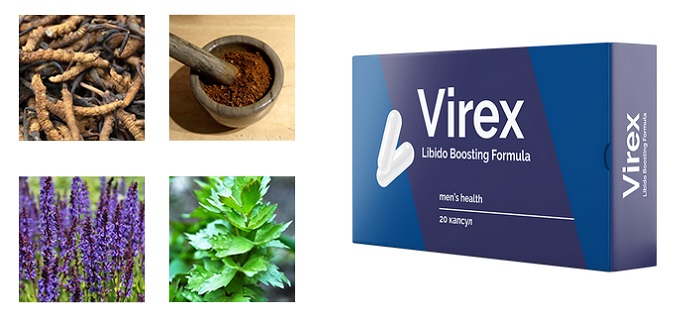 Virex
Libido Boosting Formula
men's health
20 капсул
Virex
Libido Boosting Formula